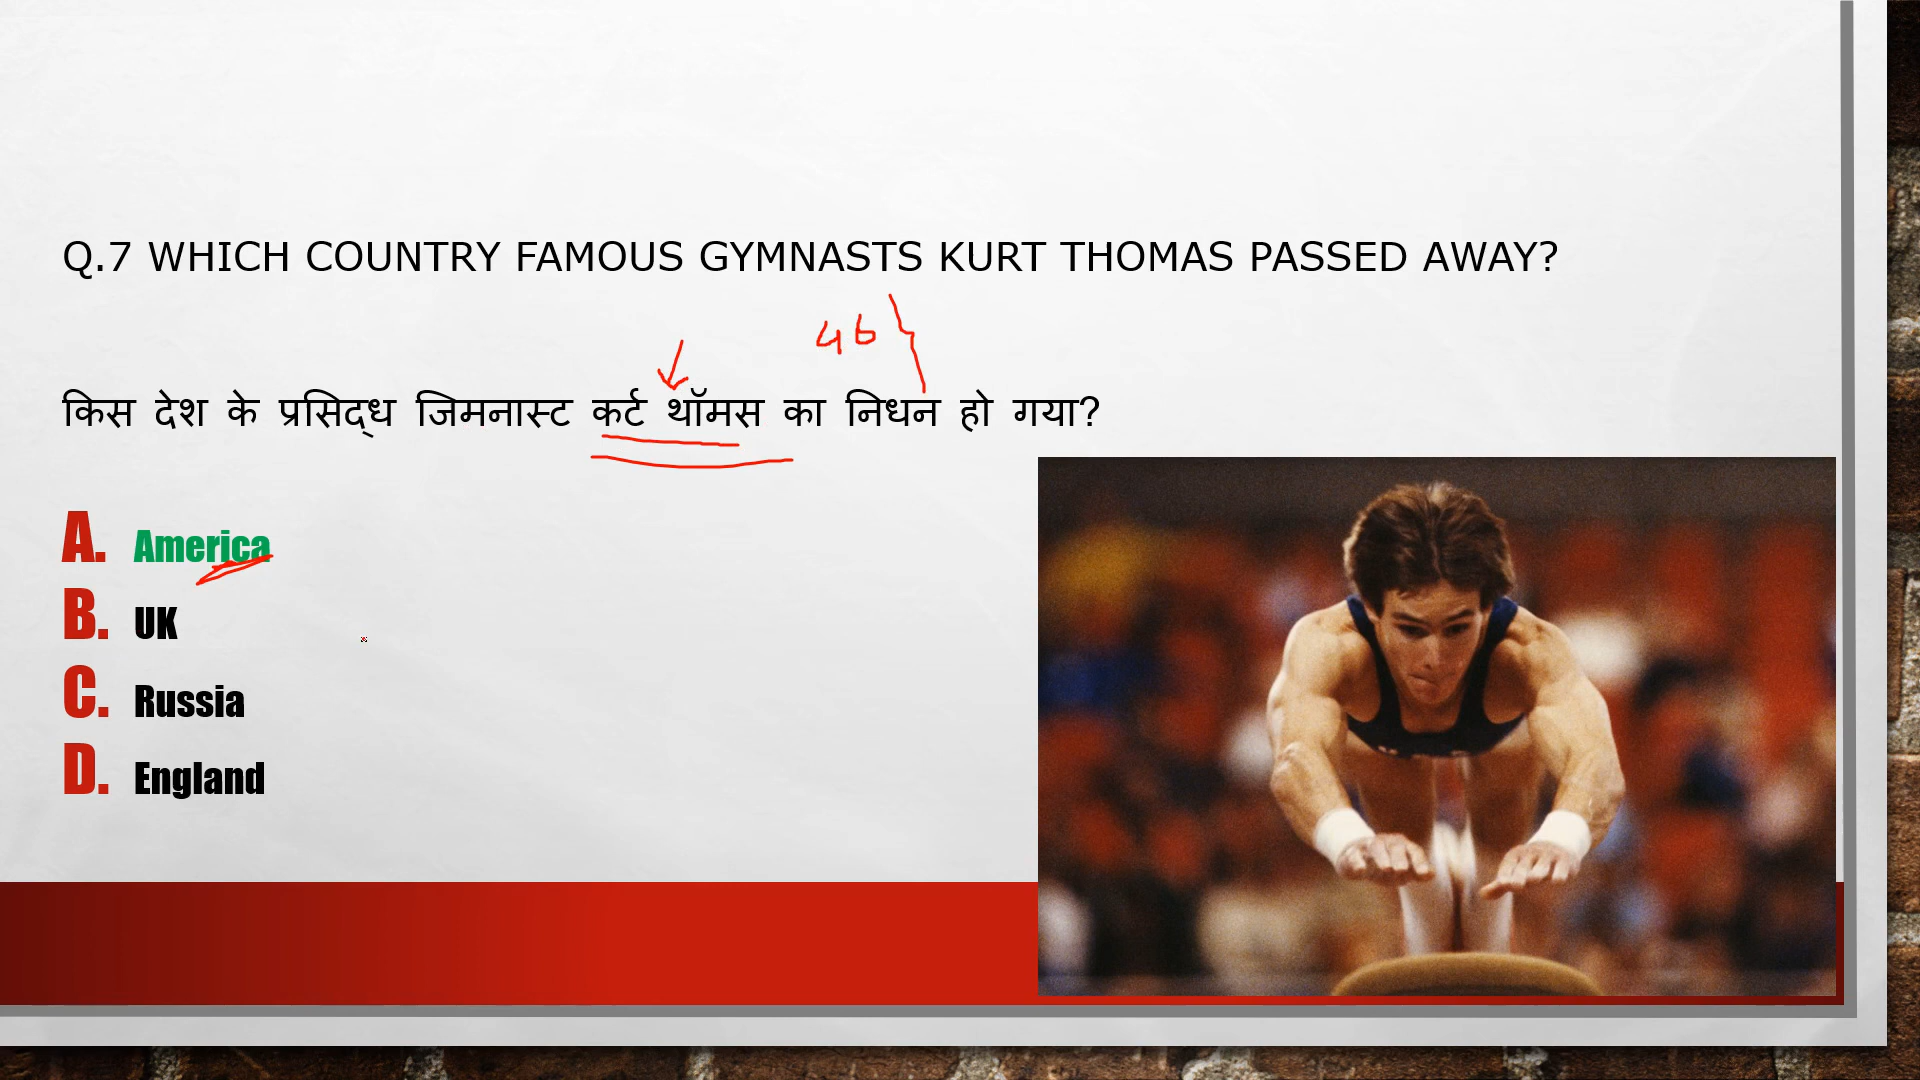 Q.7 WHICH COUNTRY FAMOUS GYMNASTS KURT THOMAS PASSED AWAY?
46
किस देश के प्रसिद्ध जिमनास्ट कर्ट थॉमस का निधन हो गया?
A. America
B. UK
C. Russia
D. England